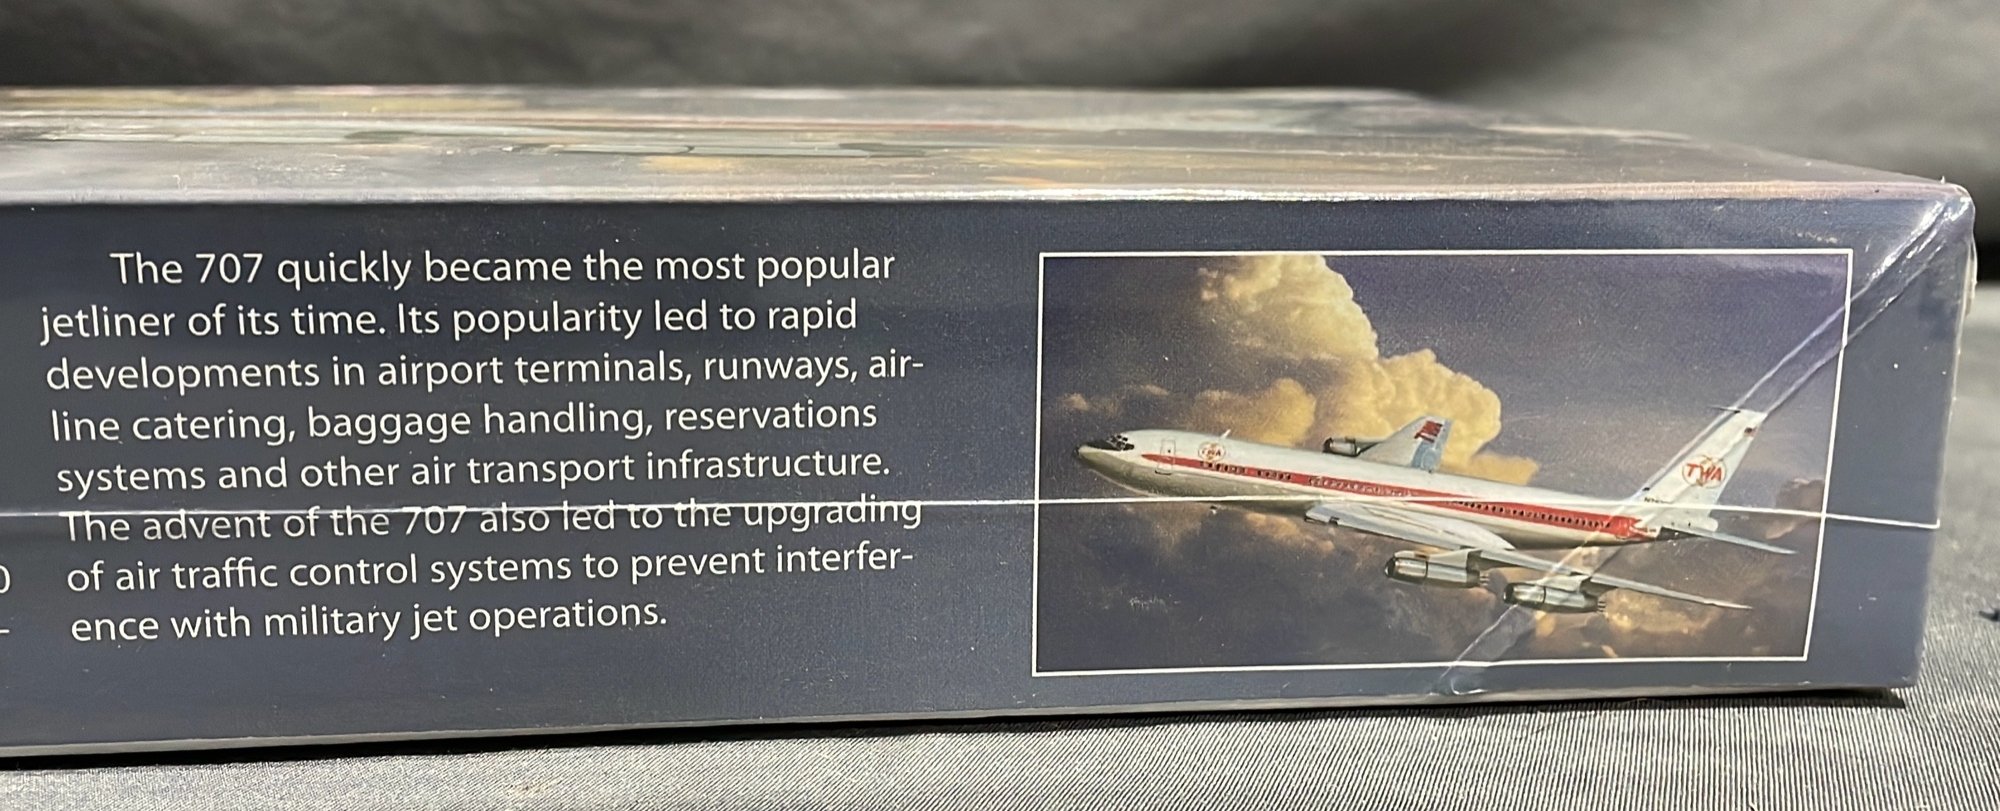 The 707 quickly became the most popular
jetliner of its time. Its popularity led to rapid
developments in airport terminals, runways, air-
line catering, baggage handling, reservations
systems and other air transport infrastructure.
The advent of the 707 also led to the upgrading
of air traffic control systems to prevent interfer-
ence with military jet operations.
TWA
TWA
TWA